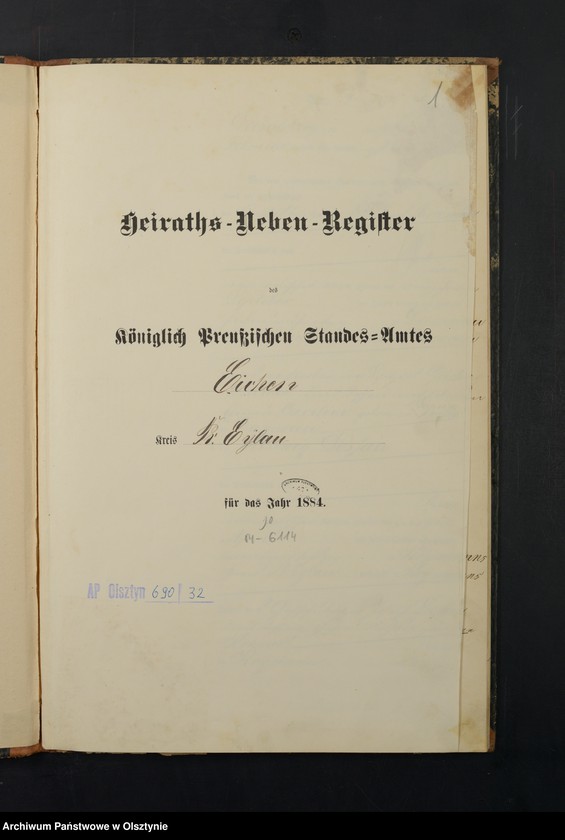 1
Heiraths-Neben-Register
des
Königlich Preußischen Standes=Amtes
Eichen
Kreis Pr. Eylau
für das Jahr 1884.
M- 6114
AP Olsztyn 690/32
Archiwum Państwowe w Olsztynie